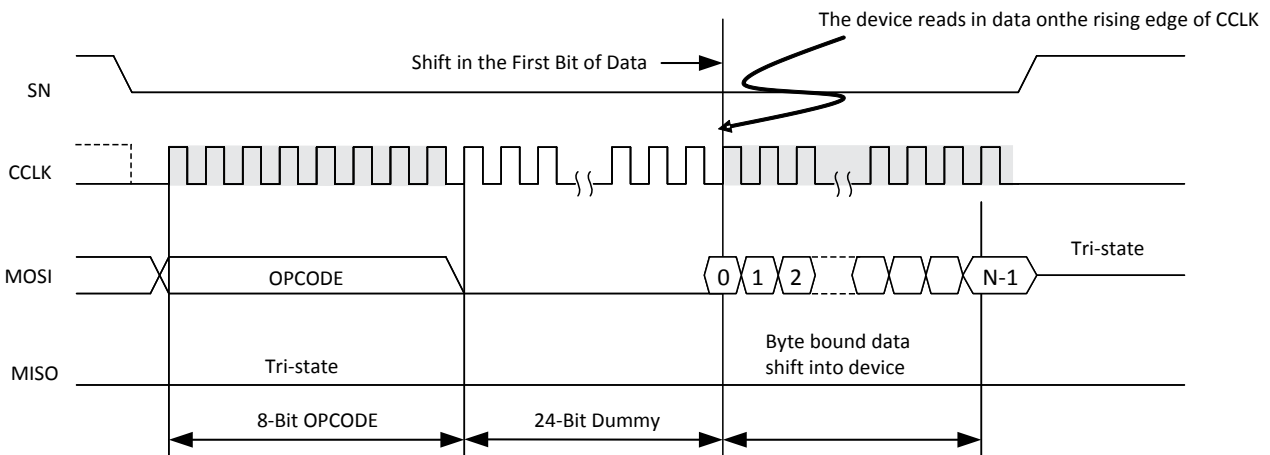 The device reads in data onthe rising edge of CCLK
Shift in the First Bit of Data
SN
CCLK
MOSI
OPCODE
0
1
2
N-1
Tri-state
MISO
Tri-state
Byte bound data
shift into device
8-Bit OPCODE
24-Bit Dummy